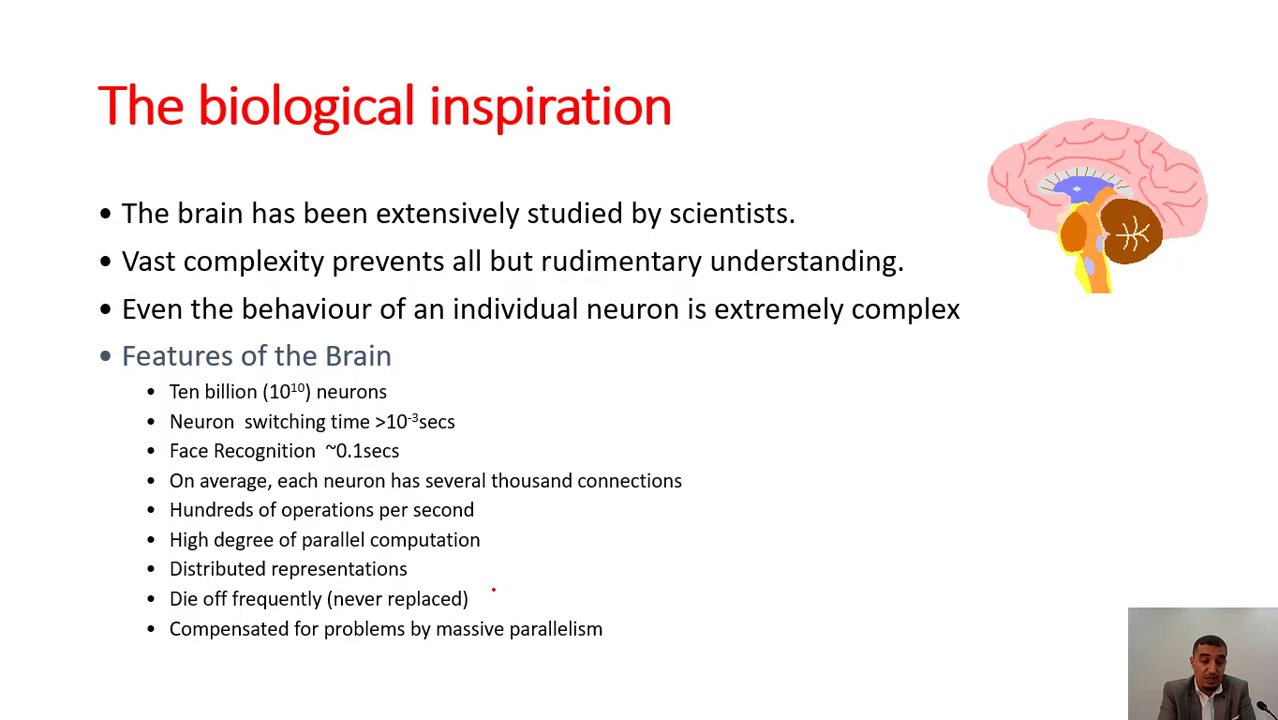 The biological inspiration
• The brain has been extensively studied by scientists.
• Vast complexity prevents all but rudimentary understanding.
• Even the behaviour of an individual neuron is extremely complex
• Features of the Brain
• Ten billion (10¹⁰) neurons
• Neuron switching time >10⁻³secs
• Face Recognition ~0.1secs
• On average, each neuron has several thousand connections
• Hundreds of operations per second
• High degree of parallel computation
• Distributed representations
• Die off frequently (never replaced)
• Compensated for problems by massive parallelism